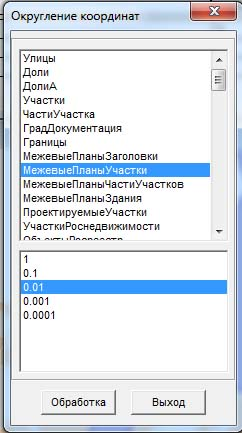 Округление координат
Улицы
Доли
ДолиА
Участки
ЧастиУчастка
ГрадДокументация
Границы
МежевыеПланыЗаголовки
МежевыеПланыУчастки
МежевыеПланыЧастиУчастков
МежевыеПланыЗдания
ПроектируемыеУчастки
УчасткиРоснедвижимости
ОбъектыРосреестр
1
0.1
0.01
0.001
0.0001
Обработка
Выход